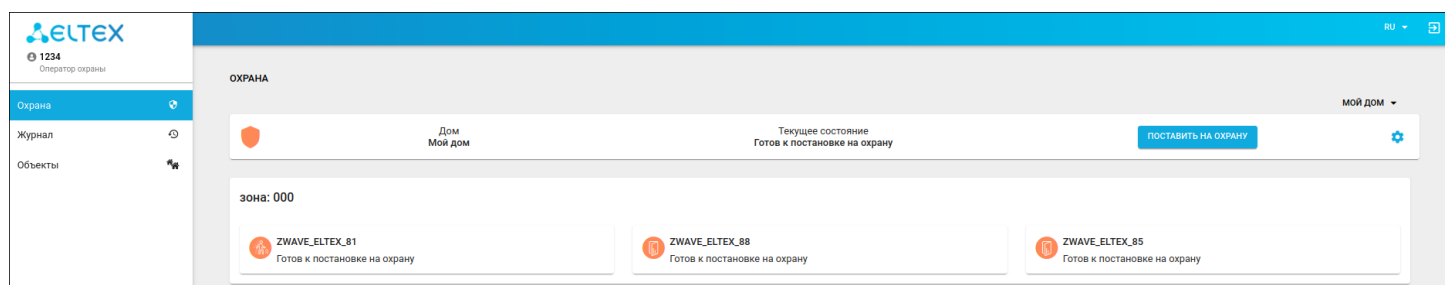 ELTEX
RU
1234
Оператор охраны
ОХРАНА
Охрана
МОЙ ДОМ
Журнал
Дом
Мой дом
Текущее состояние
Готов к постановке на охрану
ПОСТАВИТЬ НА ОХРАНУ
Объекты
зона: 000
ZWAVE_ELTEX_81
Готов к постановке на охрану
ZWAVE_ELTEX_88
Готов к постановке на охрану
ZWAVE_ELTEX_85
Готов к постановке на охрану